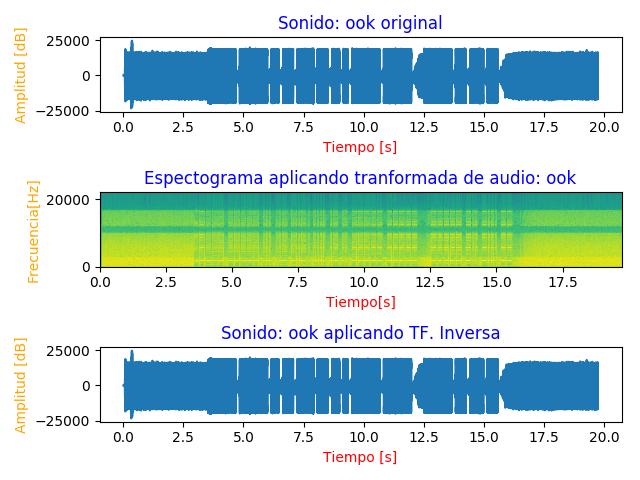 Sonido: ook original
Amplitud [dB]
25000
0
−25000
0.0 2.5 5.0 7.5 10.0 12.5 15.0 17.5 20.0
Tiempo [s]
Espectograma aplicando tranformada de audio: ook
Frecuencia[Hz]
20000
0
0.0 2.5 5.0 7.5 10.0 12.5 15.0 17.5
Tiempo[s]
Sonido: ook aplicando TF. Inversa
Amplitud [dB]
25000
0
−25000
0.0 2.5 5.0 7.5 10.0 12.5 15.0 17.5 20.0
Tiempo [s]